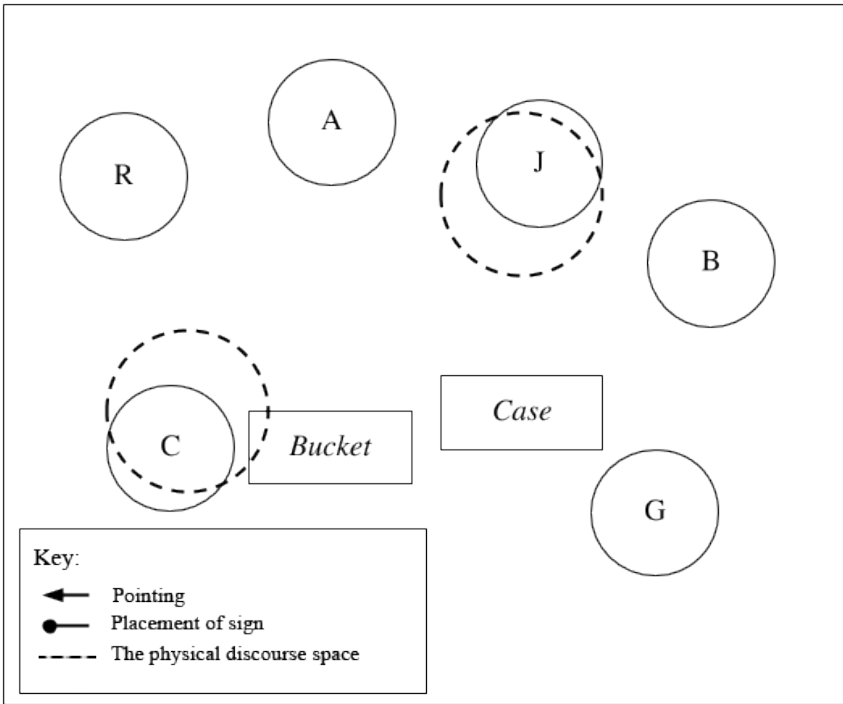 A
J
R
B
Case
C
Bucket
G
Key:
Pointing
Placement of sign
The physical discourse space